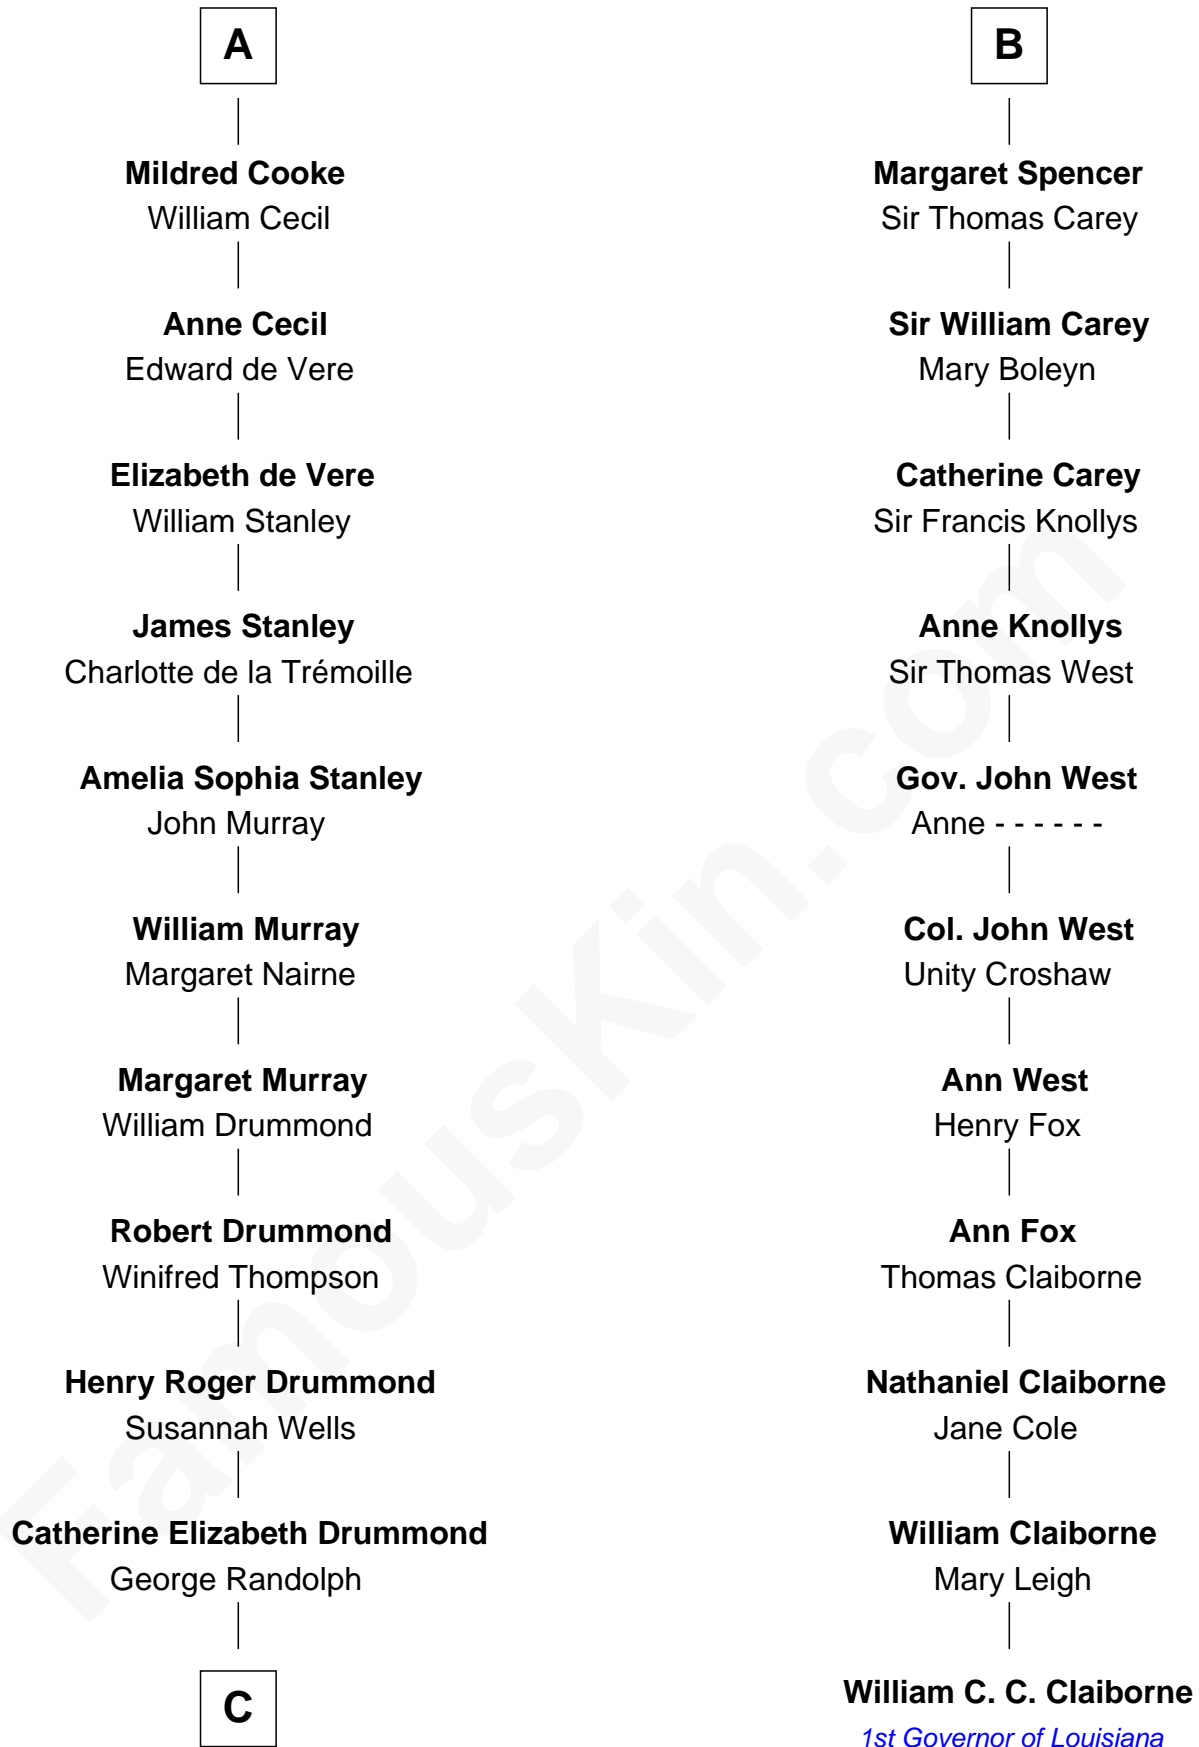 A
Mildred Cooke
William Cecil
Anne Cecil
Edward de Vere
Elizabeth de Vere
William Stanley
James Stanley
Charlotte de la Trémoille
Amelia Sophia Stanley
John Murray
William Murray
Margaret Nairne
Margaret Murray
William Drummond
Robert Drummond
Winifred Thompson
Henry Roger Drummond
Susannah Wells
Catherine Elizabeth Drummond
George Randolph
C
B
Margaret Spencer
Sir Thomas Carey
Sir William Carey
Mary Boleyn
Catherine Carey
Sir Francis Knollys
Anne Knollys
Sir Thomas West
Gov. John West
Anne - - - - - -
Col. John West
Unity Croshaw
Ann West
Henry Fox
Ann Fox
Thomas Claiborne
Nathaniel Claiborne
Jane Cole
William Claiborne
Mary Leigh
William C. C. Claiborne
1st Governor of Louisiana
FamousKin.com